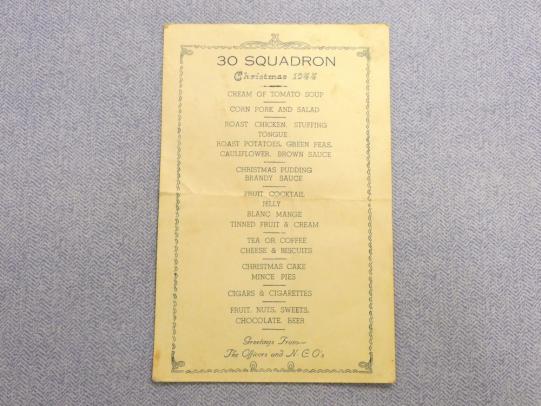 30 SQUADRON
Christmas 1944
CREAM OF TOMATO SOUP
CORN PORK AND SALAD
ROAST CHICKEN, STUFFING
TONGUE
ROAST POTATOES, GREEN PEAS,
CAULIFLOWER, BROWN SAUCE
CHRISTMAS PUDDING
BRANDY SAUCE
FRUIT COCKTAIL
JELLY
BLANC MANGE
TINNED FRUIT & CREAM
TEA OR COFFEE
CHEESE & BISCUITS
CHRISTMAS CAKE
MINCE PIES
CIGARS & CIGARETTES
FRUIT, NUTS, SWEETS,
CHOCOLATE, BEER
Greetings From—
The Officers and N.C.O's